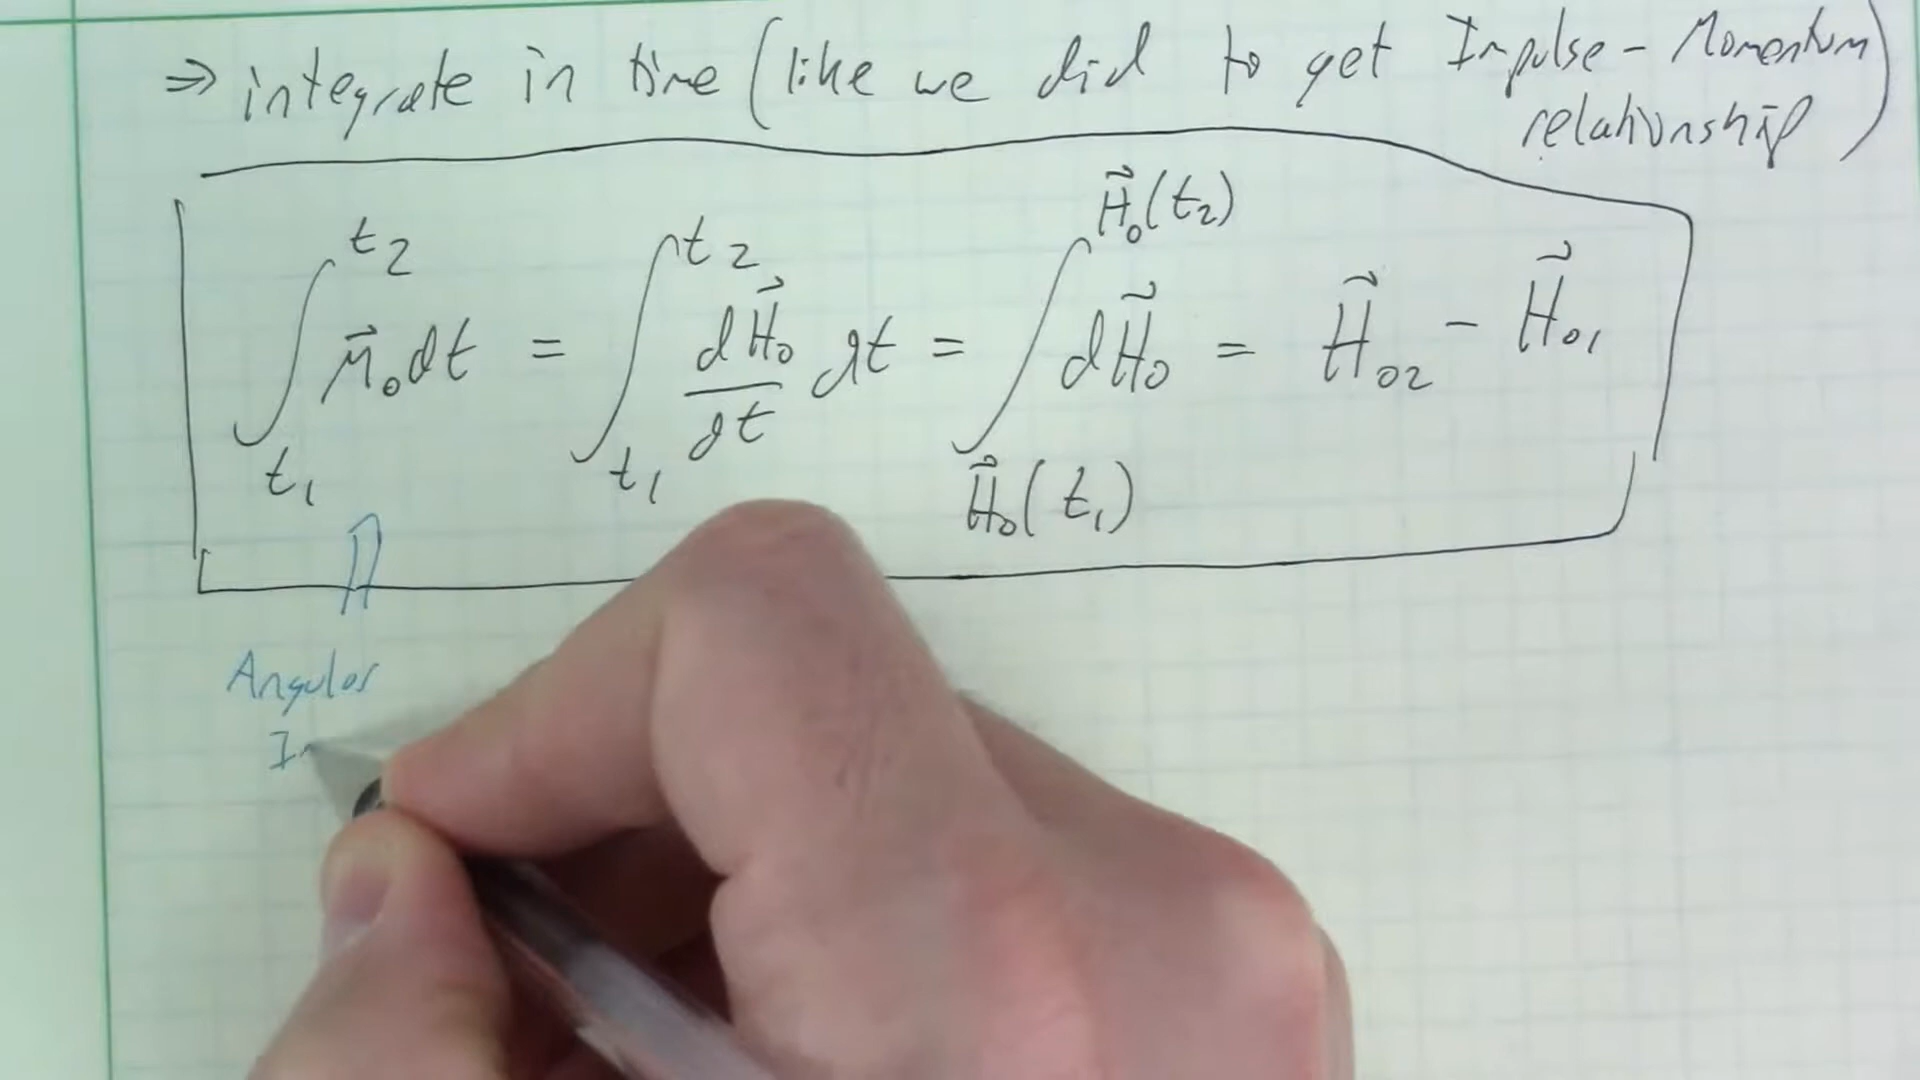 ⇒ integrate in time (like we did to get Impulse - Momentum
relationship)
∫_{t₁}^{t₂} M⃗₀dt = ∫_{t₁}^{t₂} dH⃗₀/dt dt = ∫_{H⃗₀(t₁)}^{H⃗₀(t₂)} dH⃗₀ = H⃗₀₂ - H⃗₀₁
Angular